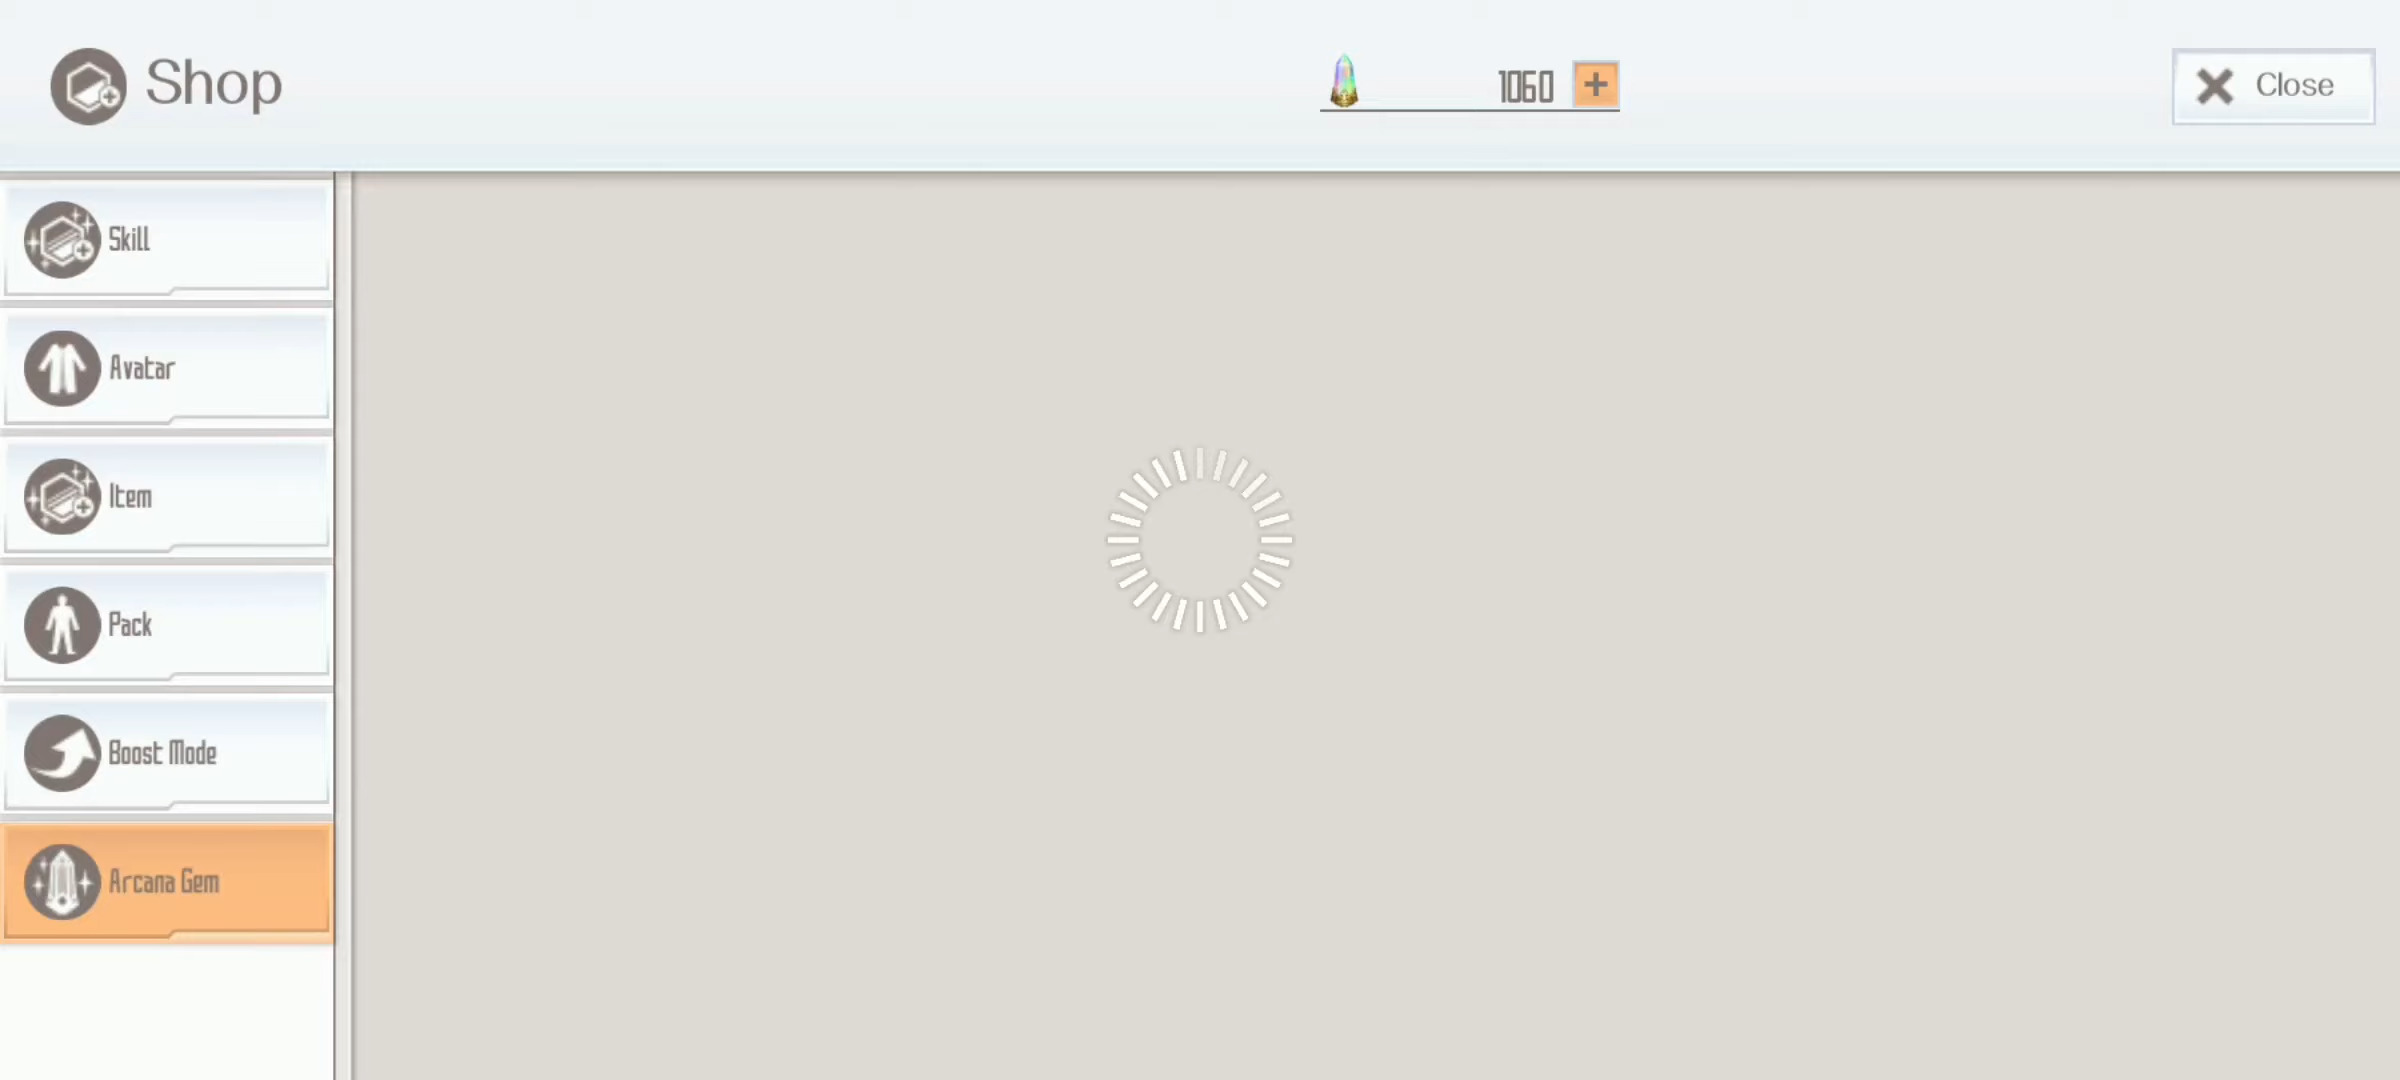 Shop
1060
Close
Skill
Avatar
Item
Pack
Boost Mode
Arcana Gem